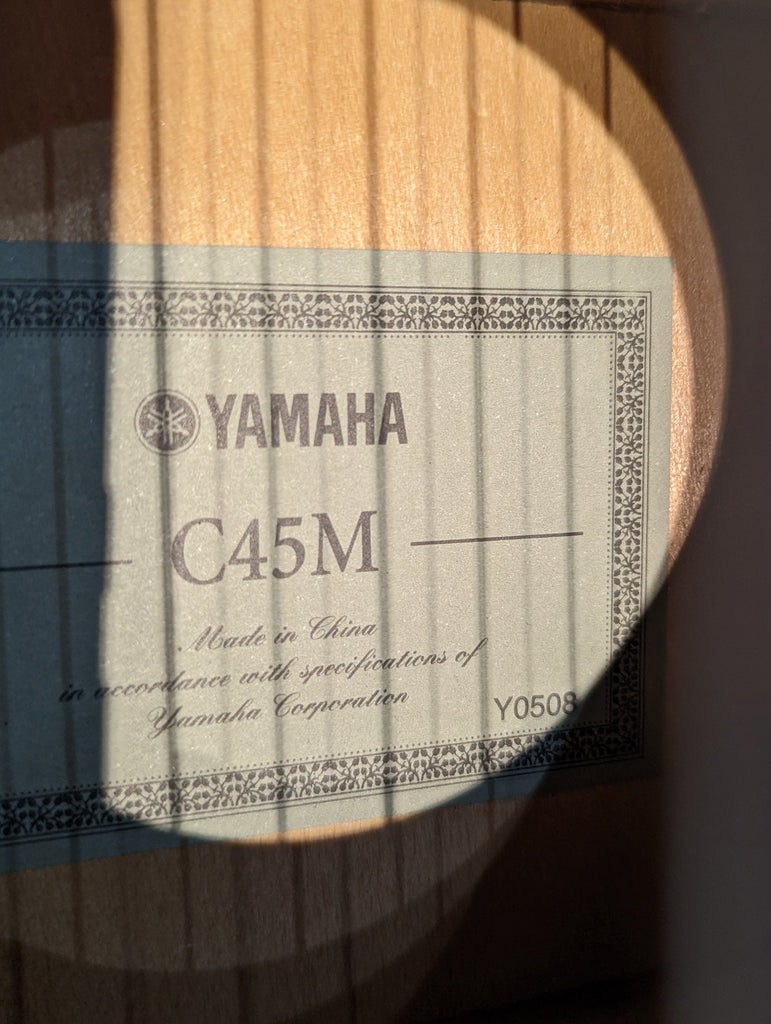 YAMAHA
C45M
Made in China
in accordance with specifications of
Yamaha Corporation
Y0508